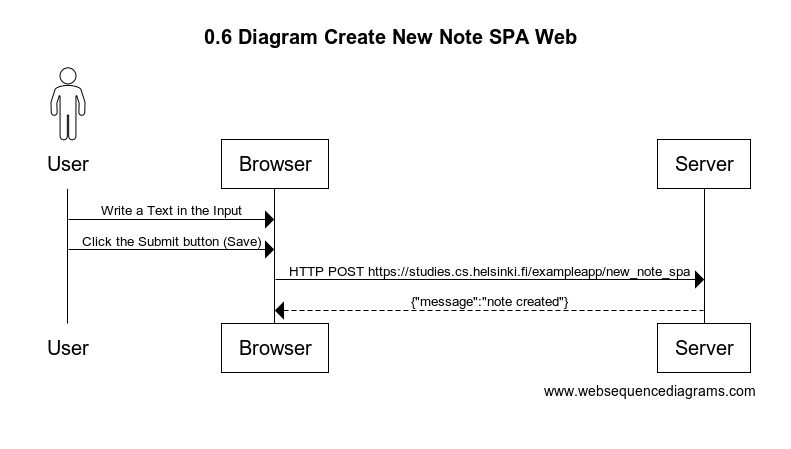 0.6 Diagram Create New Note SPA Web
User
Browser
Server
Write a Text in the Input
Click the Submit button (Save)
HTTP POST https://studies.cs.helsinki.fi/exampleapp/new_note_spa
{"message":"note created"}
User
Browser
Server
www.websequencediagrams.com